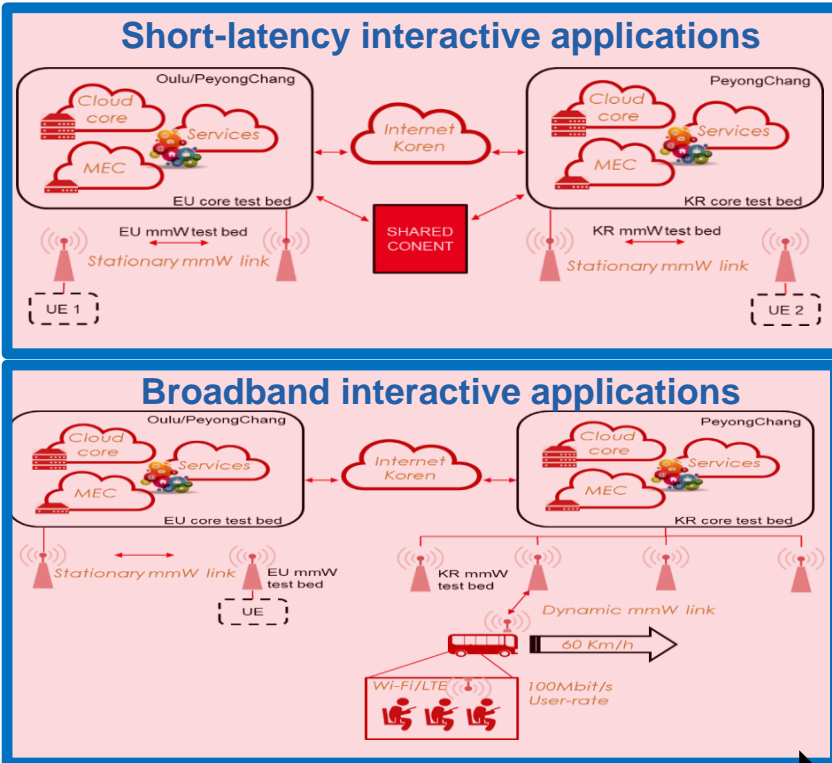 Short-latency interactive applications
Oulu/PeyongChang
PeyongChang
Cloud
core
Services
MEC
EU core test bed
Internet
Koren
Cloud
core
Services
MEC
KR core test bed
SHARED
CONENT
EU mmW test bed
Stationary mmW link
KR mmW test bed
Stationary mmW link
UE 1
UE 2
Broadband interactive applications
Oulu/PeyongChang
PeyongChang
Cloud
core
Services
MEC
EU core test bed
Internet
Koren
Cloud
core
Services
MEC
KR core test bed
Stationary mmW link
EU mmW
test bed
UE
KR mmW
test bed
Dynamic mmW link
60 Km/h
Wi-Fi/LTE
100Mbit/s
User-rate